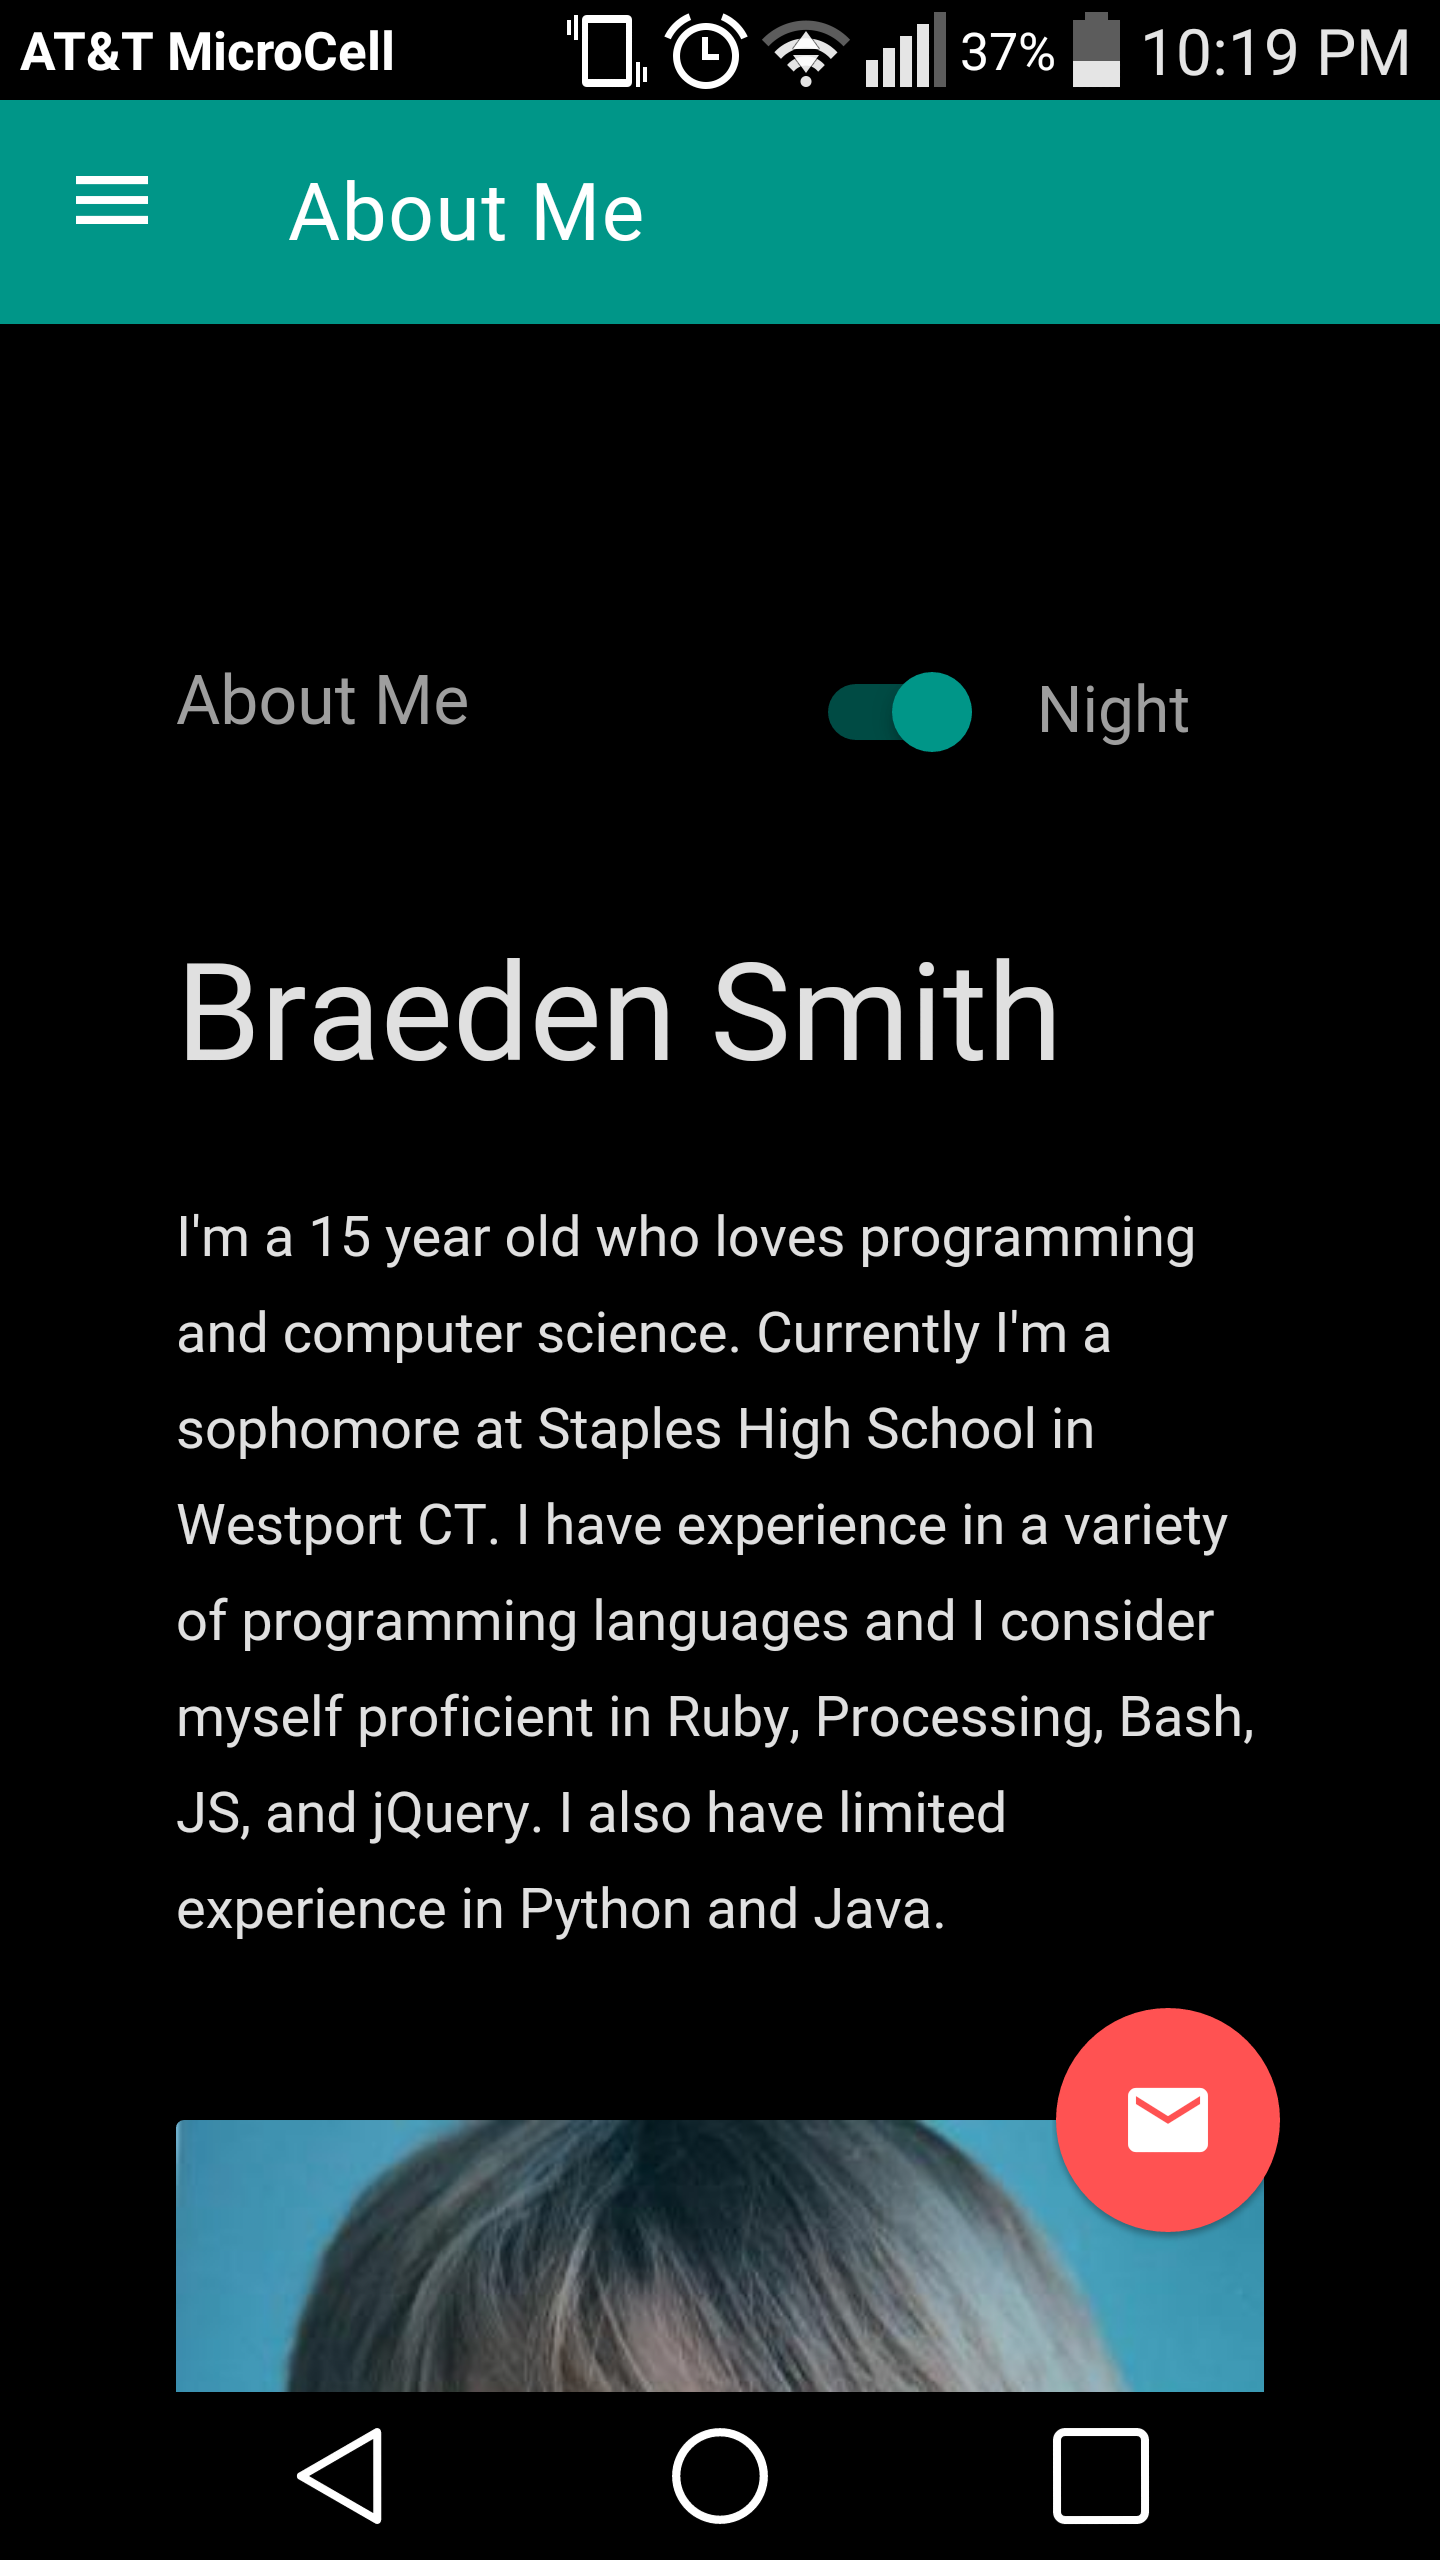 AT&T MicroCell 37% 10:19 PM
About Me
About Me Night
Braeden Smith
I'm a 15 year old who loves programming
and computer science. Currently I'm a
sophomore at Staples High School in
Westport CT. I have experience in a variety
of programming languages and I consider
myself proficient in Ruby, Processing, Bash,
JS, and jQuery. I also have limited
experience in Python and Java.